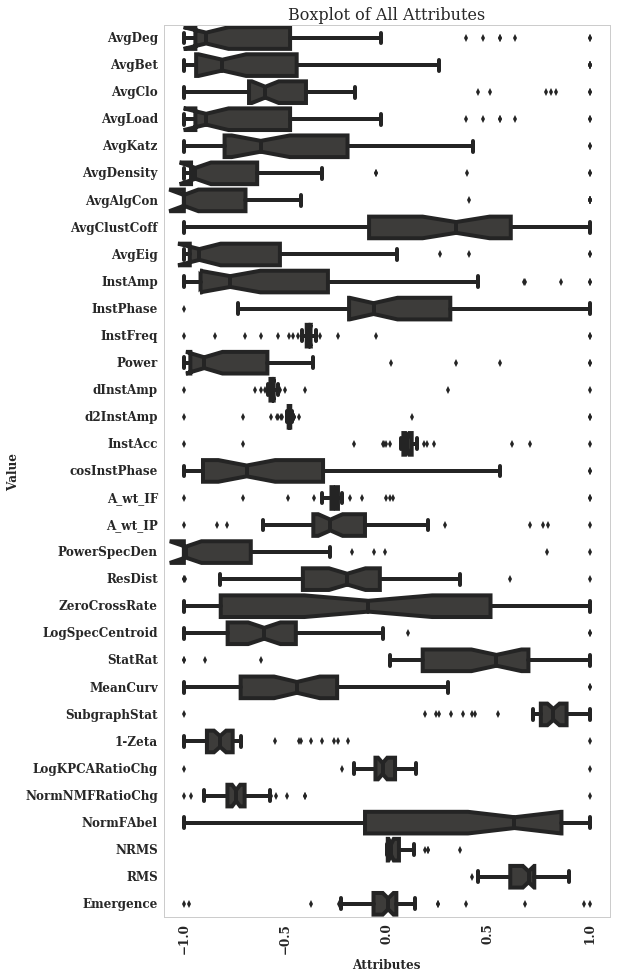 Boxplot of All Attributes
AvgDeg
AvgBet
AvgClo
AvgLoad
AvgKatz
AvgDensity
AvgAlgCon
AvgClustCoff
AvgEig
InstAmp
InstPhase
InstFreq
Power
dInstAmp
d2InstAmp
InstAcc
cosInstPhase
Value
A_wt_IF
A_wt_IP
PowerSpecDen
ResDist
ZeroCrossRate
LogSpecCentroid
StatRat
MeanCurv
SubgraphStat
1-Zeta
LogKPCARatioChg
NormNMFRatioChg
NormFAbel
NRMS
RMS
Emergence
−1.0 −0.5 0.0 0.5 1.0
Attributes